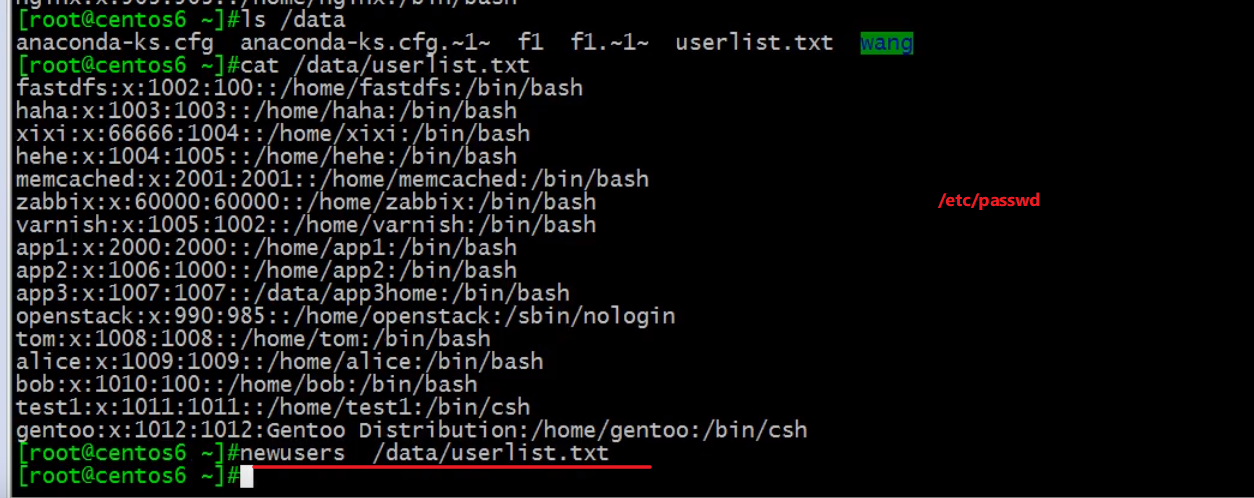 [root@centos6 ~]#ls /data
anaconda-ks.cfg  anaconda-ks.cfg.~1~  f1  f1.~1~  userlist.txt  wang
[root@centos6 ~]#cat /data/userlist.txt
fastdfs:x:1002:100::/home/fastdfs:/bin/bash
haha:x:1003:1003::/home/haha:/bin/bash
xixi:x:66666:1004::/home/xixi:/bin/bash
hehe:x:1004:1005::/home/hehe:/bin/bash
memcached:x:2001:2001::/home/memcached:/bin/bash
zabbix:x:60000:60000::/home/zabbix:/bin/bash
/etc/passwd
varnish:x:1005:1002::/home/varnish:/bin/bash
app1:x:2000:2000::/home/app1:/bin/bash
app2:x:1006:1000::/home/app2:/bin/bash
app3:x:1007:1007::/data/app3home:/bin/bash
openstack:x:990:985::/home/openstack:/sbin/nologin
tom:x:1008:1008::/home/tom:/bin/bash
alice:x:1009:1009::/home/alice:/bin/bash
bob:x:1010:100::/home/bob:/bin/bash
test1:x:1011:1011::/home/test1:/bin/csh
gentoo:x:1012:1012:Gentoo Distribution:/home/gentoo:/bin/csh
[root@centos6 ~]#newusers  /data/userlist.txt
[root@centos6 ~]#